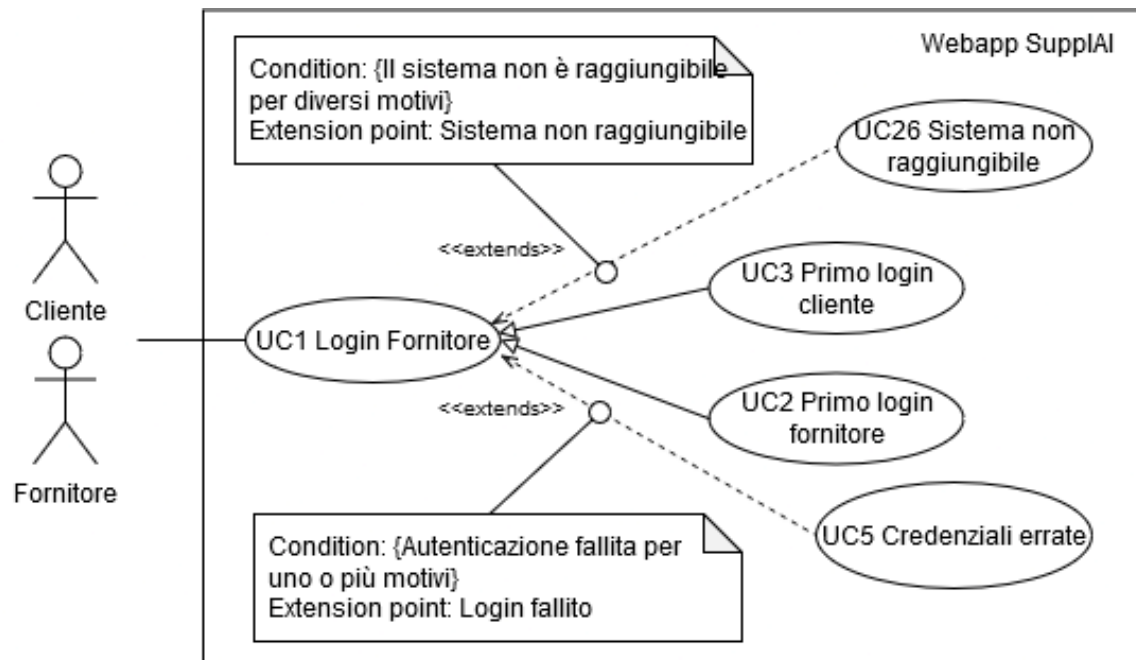 Webapp SupplAI
Condition: {Il sistema non è raggiungibile
per diversi motivi}
Extension point: Sistema non raggiungibile
UC26 Sistema non
raggiungibile
<<extends>>
UC3 Primo login
cliente
Cliente
UC1 Login Fornitore
<<extends>>
UC2 Primo login
fornitore
Fornitore
UC5 Credenziali errate
Condition: {Autenticazione fallita per
uno o più motivi}
Extension point: Login fallito